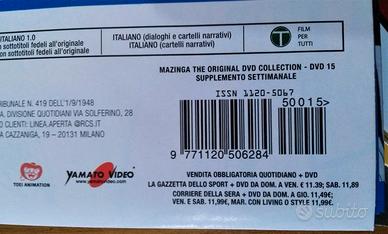 ITALIANO 1.0
n sottotitoli fedeli all'originale
on sottotitoli fedeli all'originale
ITALIANO (dialoghi e cartelli narrativi)
ITALIANO (cartelli narrativi)
T
FILM
PER
TUTTI
MAZINGA THE ORIGINAL DVD COLLECTION - DVD 15
SUPPLEMENTO SETTIMANALE
ISSN 1120-5067
50015>
9 771120 506284
RIBUNALE N. 419 DELL'1/9/1948
A. DIVISIONE QUOTIDIANI VIA SOLFERINO, 28
O CLIENTI: LINEA.APERTA @RCS.IT
A CAZZANIGA, 19 - 20131 MILANO
TOEI ANIMATION
YAMATO VIDEO
www.yamatovideo.com
VENDITA OBBLIGATORIA QUOTIDIANO + DVD
LA GAZZETTA DELLO SPORT + DVD DA DOM. A VEN. € 11.39; SAB. 11,89
CORRIERE DELLA SERA + DVD DA DOM. A GIO. 11,49€;
VEN. E SAB. 11,99€, MAR. CON LIVING O STYLE 11,99€.
subito